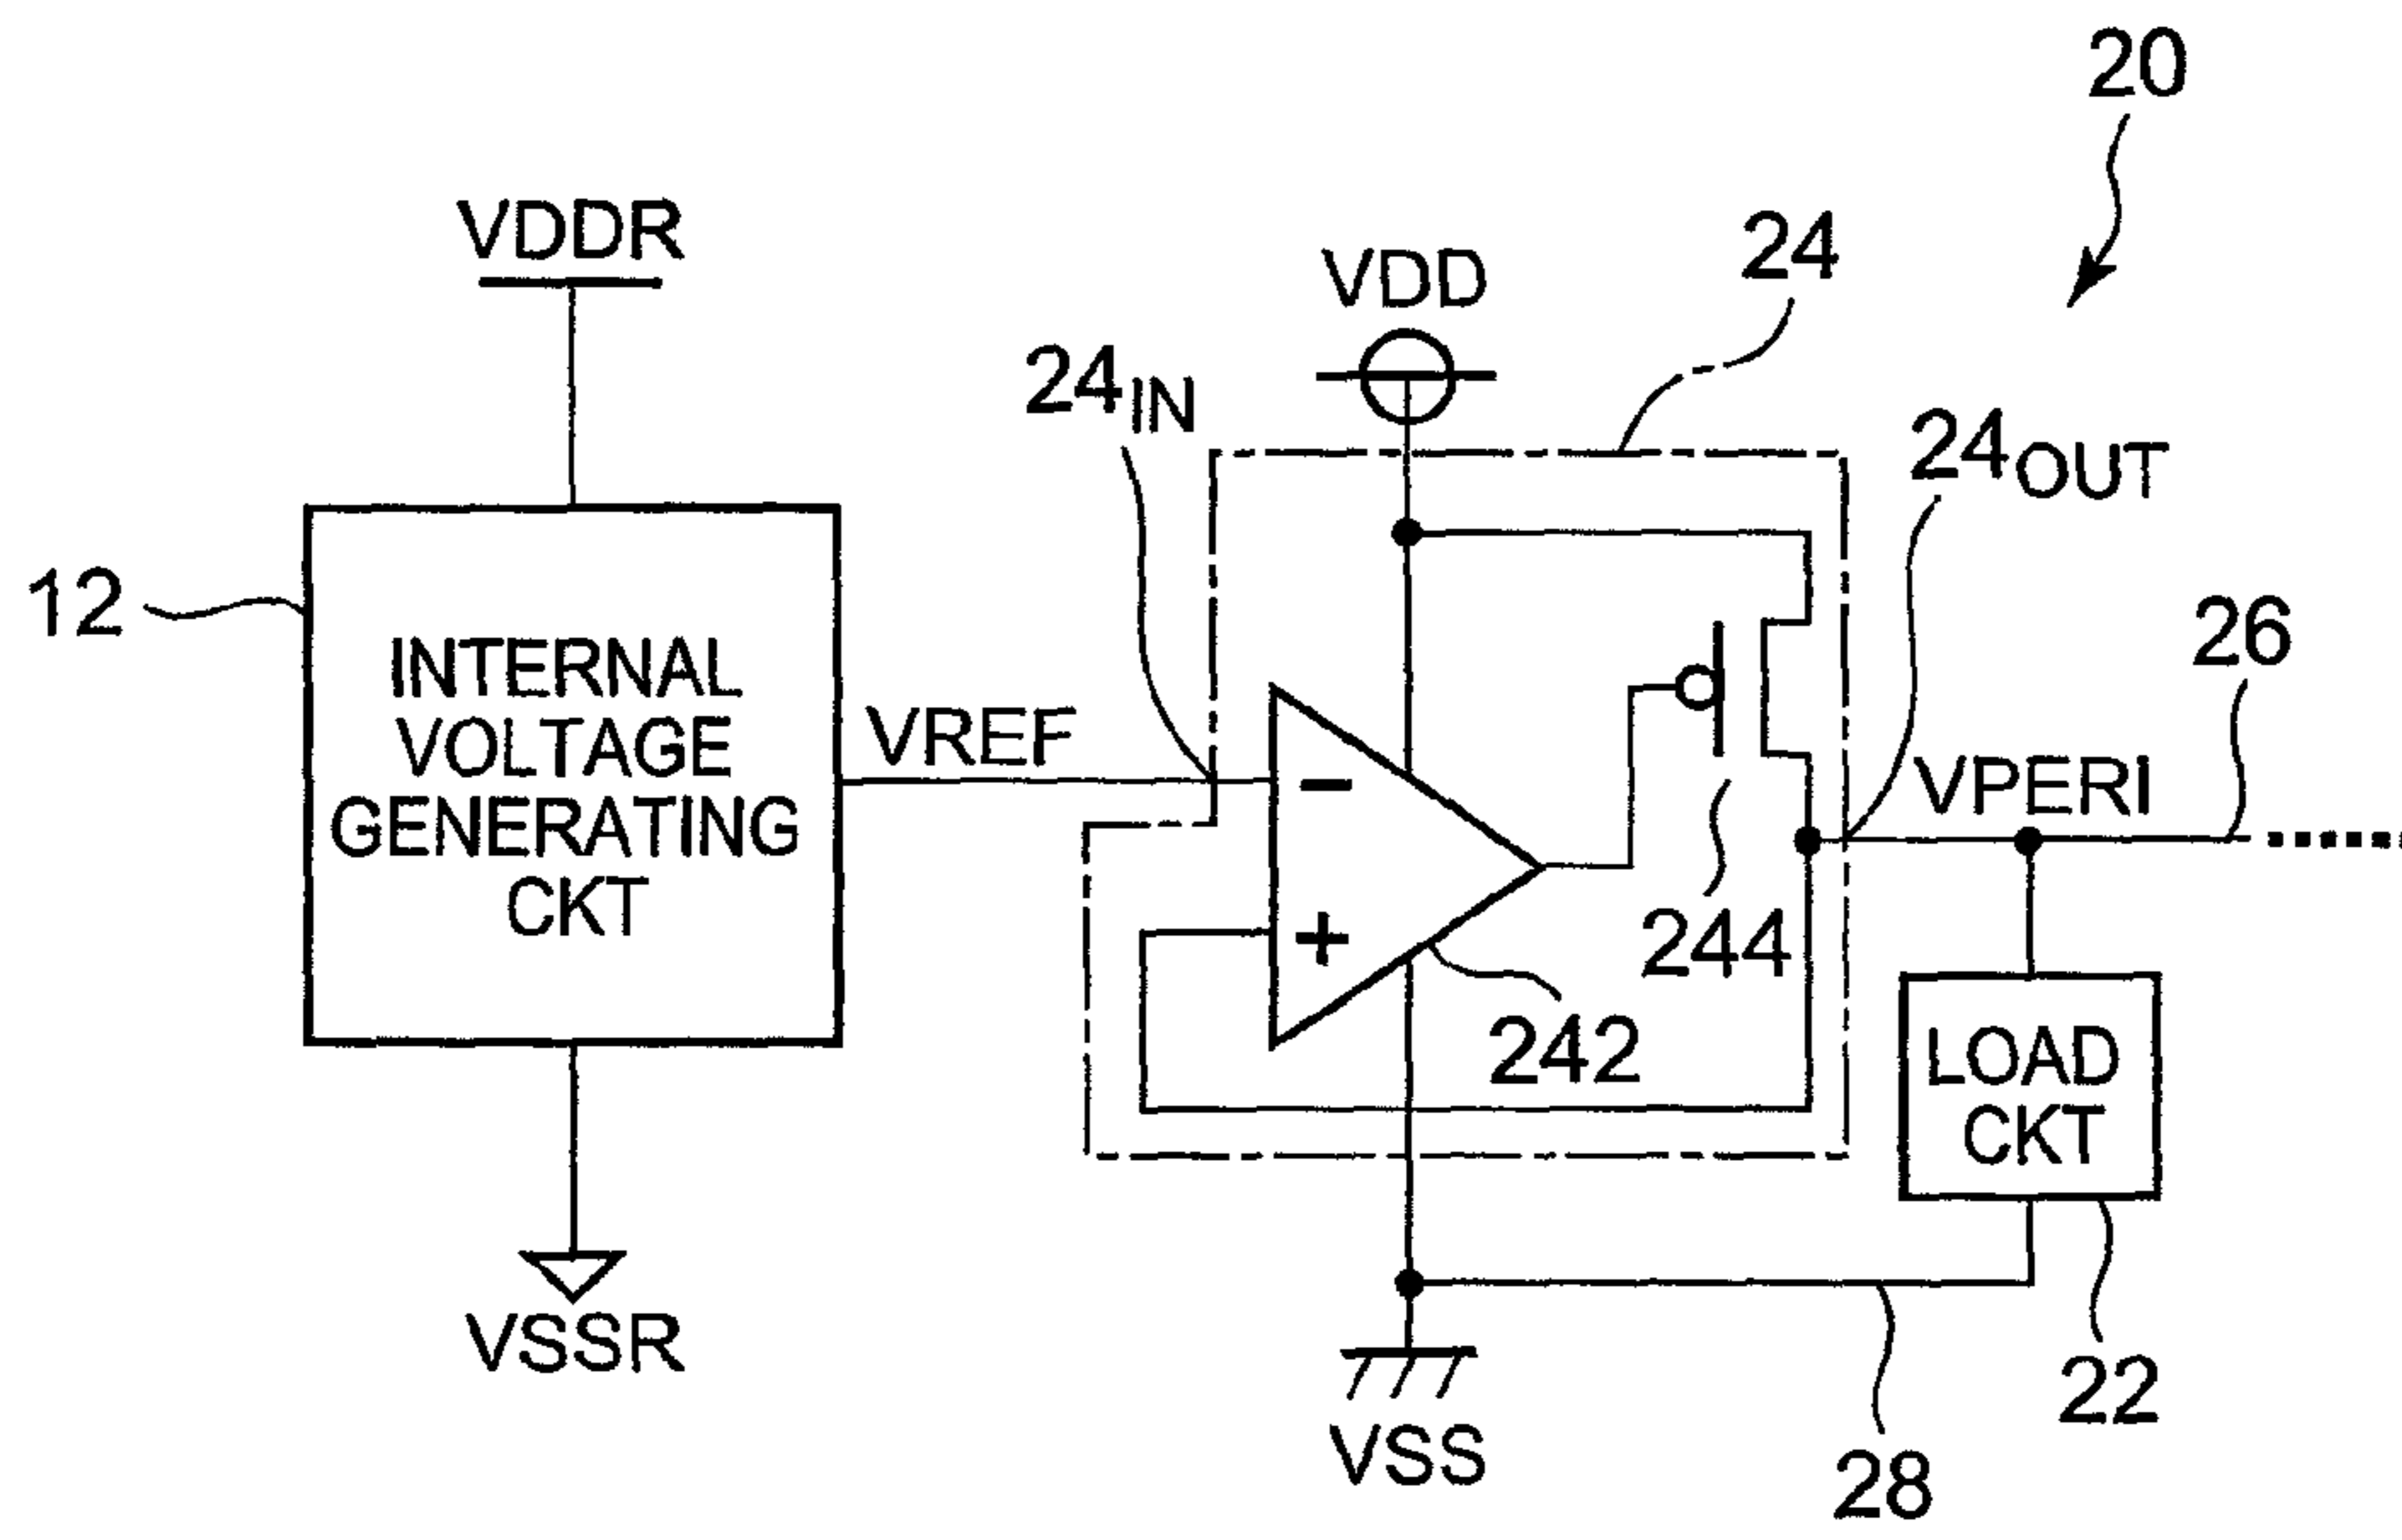 20
VDDR
24
VDD
24IN
24OUT
12
INTERNAL
VOLTAGE
GENERATING
CKT
VREF
26
VPERI
−
+
244
242
LOAD
CKT
VSSR
VSS
22
28